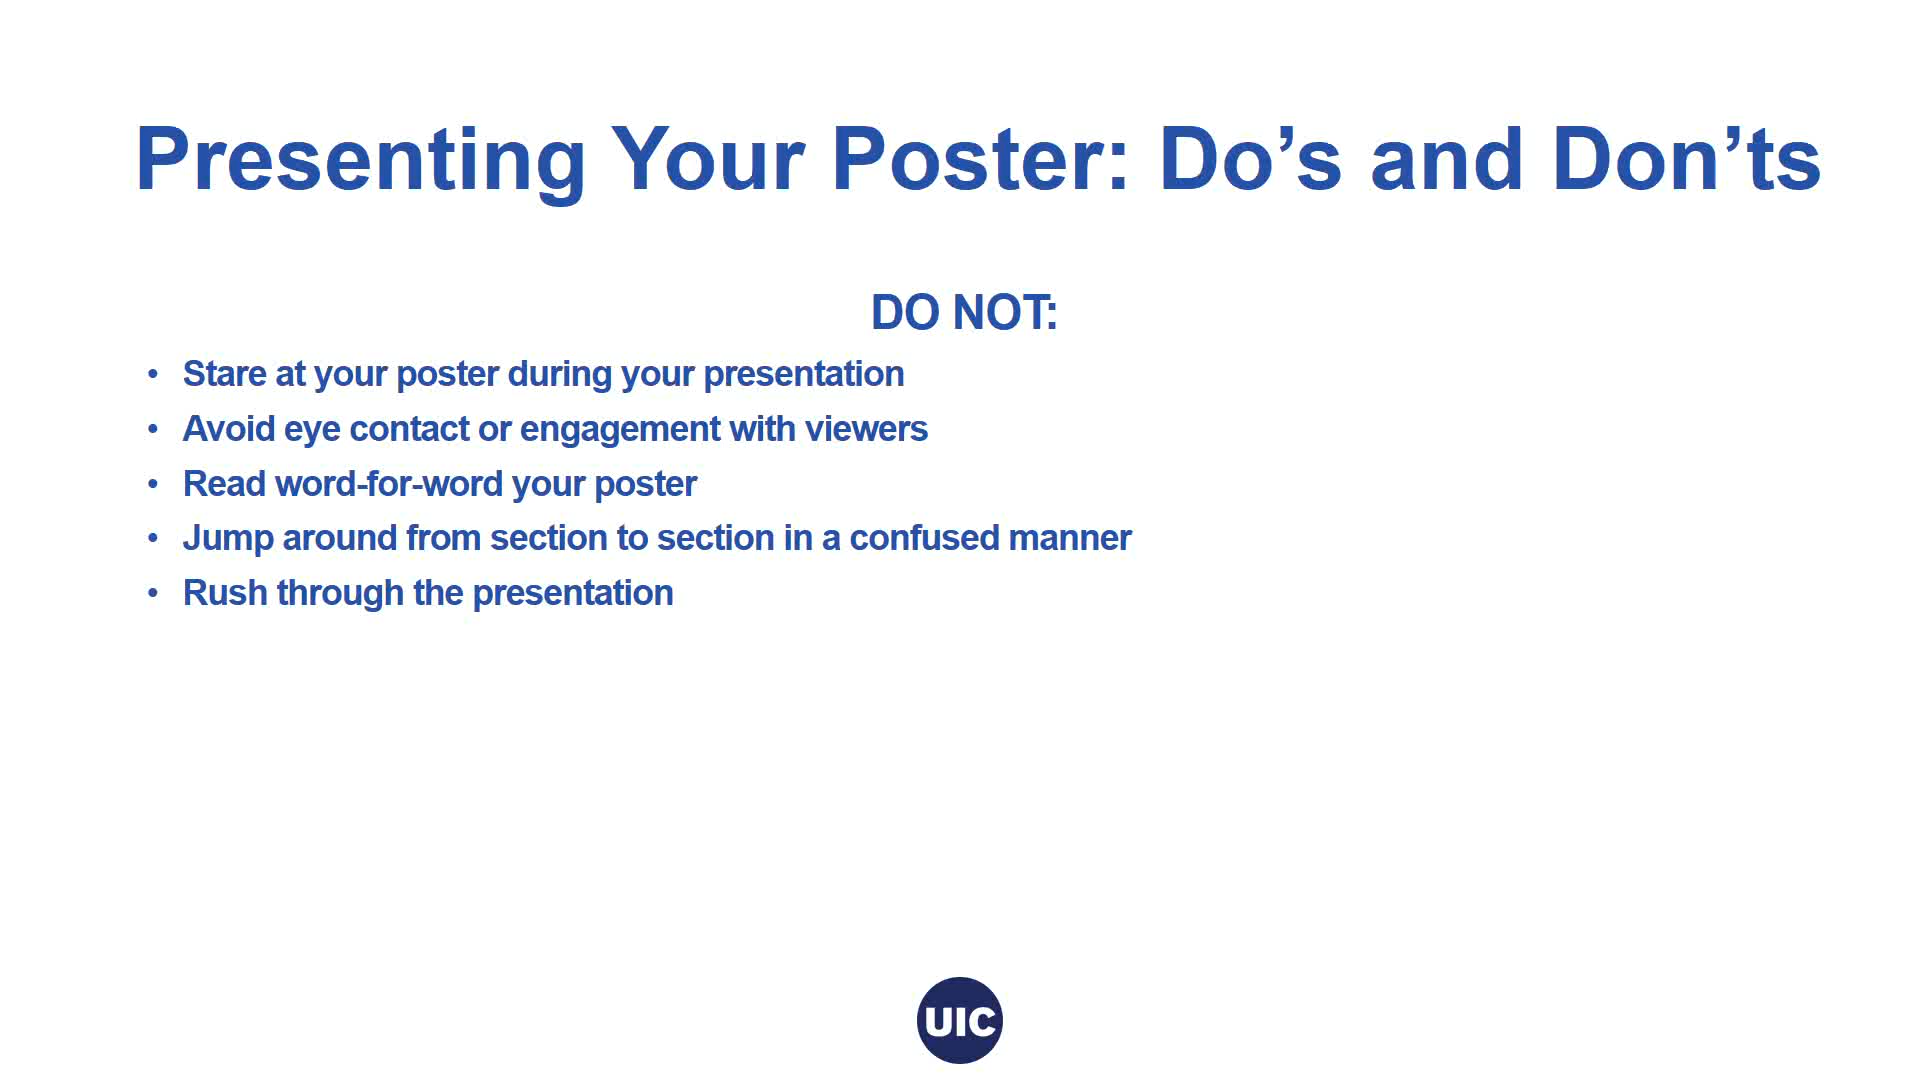 Presenting Your Poster: Do’s and Don’ts
DO NOT:
• Stare at your poster during your presentation
• Avoid eye contact or engagement with viewers
• Read word-for-word your poster
• Jump around from section to section in a confused manner
• Rush through the presentation
UIC